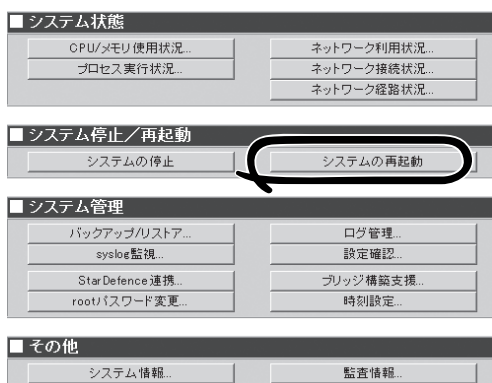 ■ システム状態
CPU/メモリ使用状況... ネットワーク利用状況...
プロセス実行状況... ネットワーク接続状況...
ネットワーク経路状況...
■ システム停止／再起動
システムの停止 システムの再起動
■ システム管理
バックアップ/リストア... ログ管理...
syslog監視... 設定確認...
StarDefence連携... ブリッジ構築支援...
rootパスワード変更... 時刻設定...
■ その他
システム情報... 監査情報...